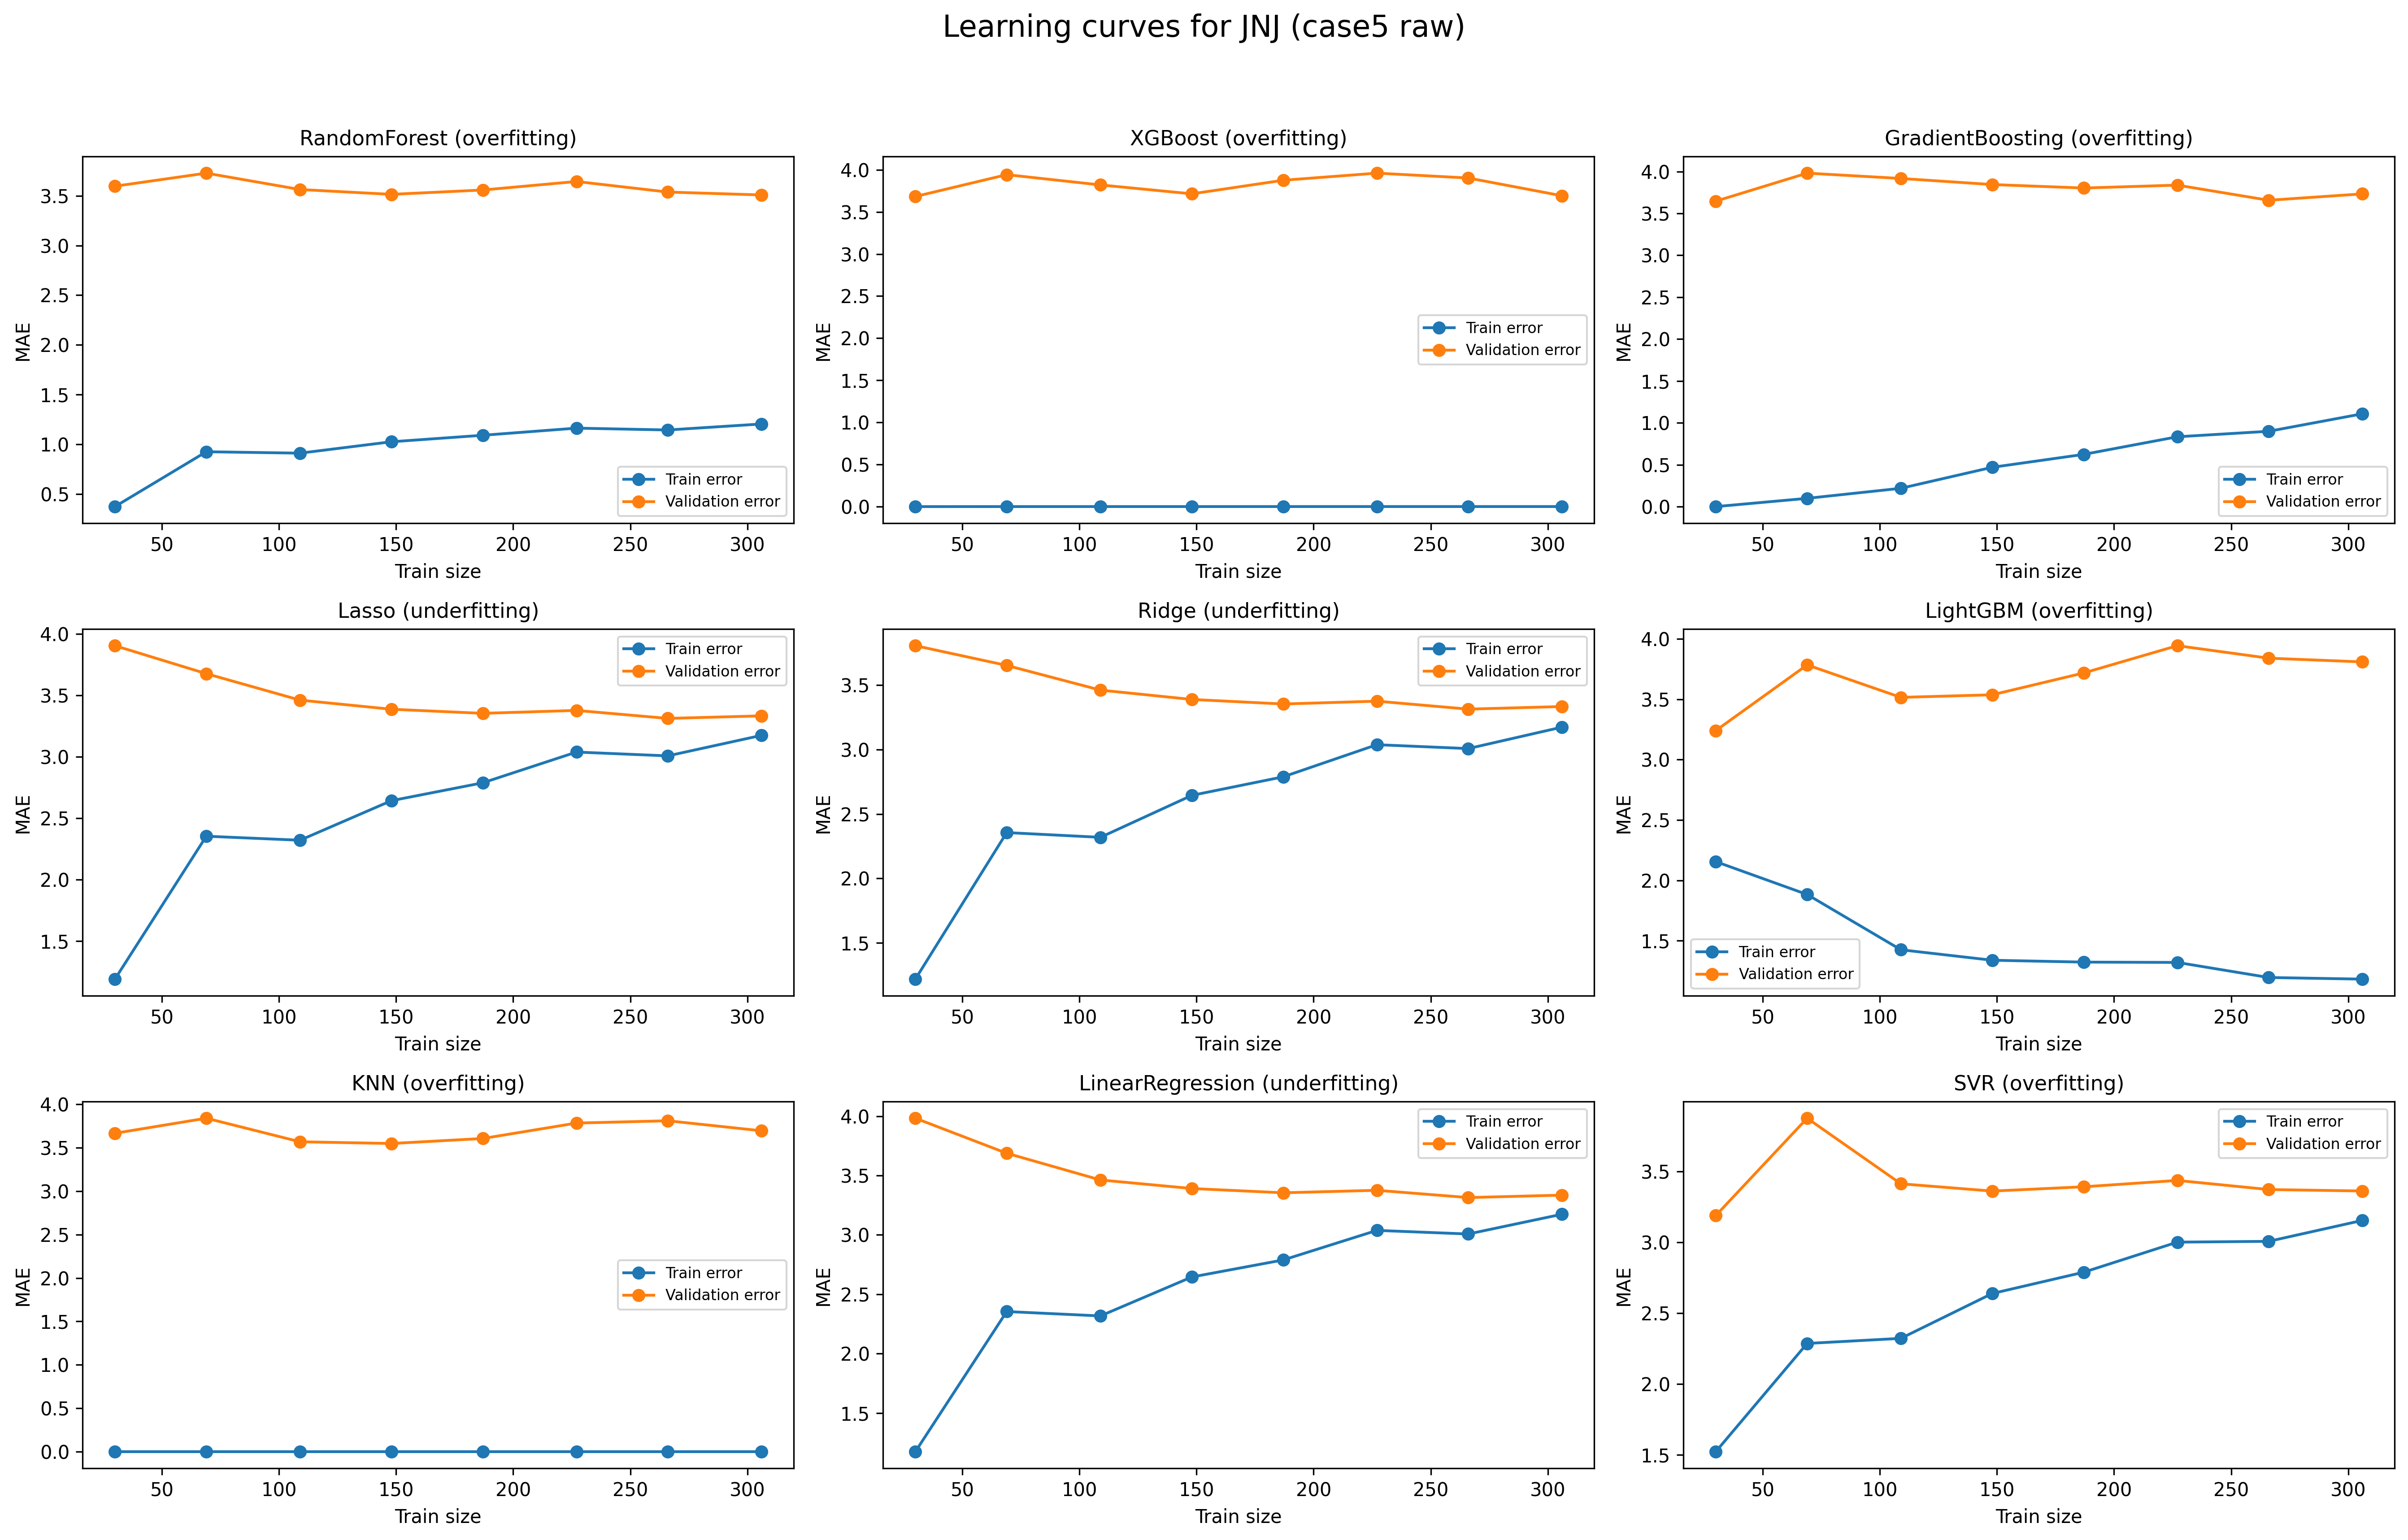 Learning curves for JNJ (case5 raw)
RandomForest (overfitting)
MAE
3.5
3.0
2.5
2.0
1.5
1.0
0.5
Train error
Validation error
50 100 150 200 250 300
Train size
XGBoost (overfitting)
MAE
4.0
3.5
3.0
2.5
2.0
1.5
1.0
0.5
0.0
Train error
Validation error
50 100 150 200 250 300
Train size
GradientBoosting (overfitting)
MAE
4.0
3.5
3.0
2.5
2.0
1.5
1.0
0.5
0.0
Train error
Validation error
50 100 150 200 250 300
Train size
Lasso (underfitting)
MAE
4.0
3.5
3.0
2.5
2.0
1.5
Train error
Validation error
50 100 150 200 250 300
Train size
Ridge (underfitting)
MAE
3.5
3.0
2.5
2.0
1.5
Train error
Validation error
50 100 150 200 250 300
Train size
LightGBM (overfitting)
MAE
4.0
3.5
3.0
2.5
2.0
1.5
Train error
Validation error
50 100 150 200 250 300
Train size
KNN (overfitting)
MAE
4.0
3.5
3.0
2.5
2.0
1.5
1.0
0.5
0.0
Train error
Validation error
50 100 150 200 250 300
Train size
LinearRegression (underfitting)
MAE
4.0
3.5
3.0
2.5
2.0
1.5
Train error
Validation error
50 100 150 200 250 300
Train size
SVR (overfitting)
MAE
3.5
3.0
2.5
2.0
1.5
Train error
Validation error
50 100 150 200 250 300
Train size